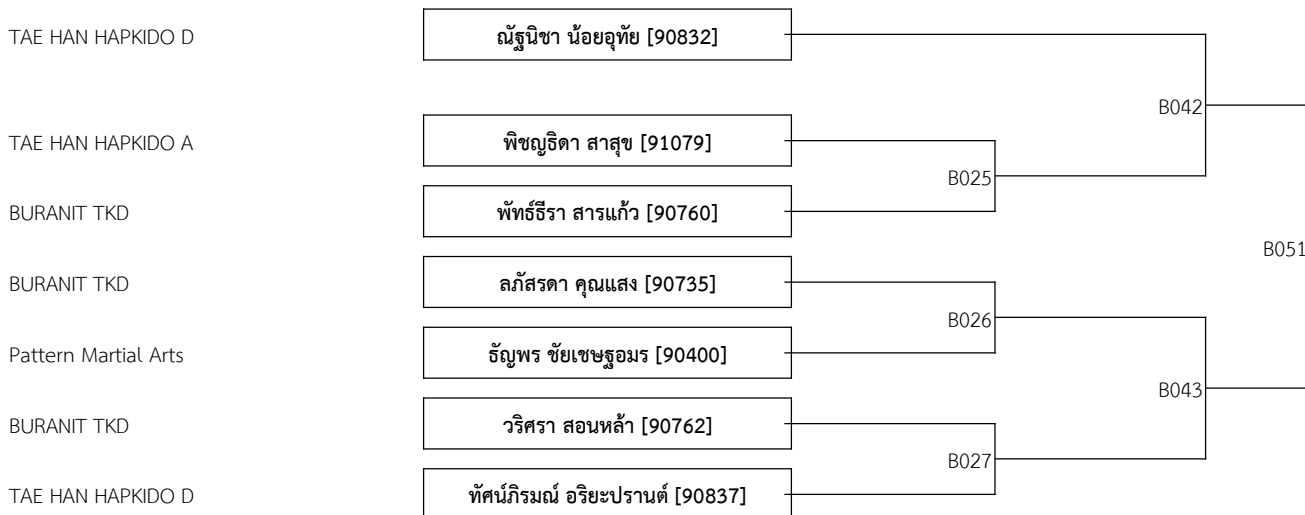 TAE HAN HAPKIDO D
ณัฐนิชา น้อยอุทัย [90832]
B042
TAE HAN HAPKIDO A
พิชญธิดา สาสุข [91079]
B025
BURANIT TKD
พัทธ์ธีรา สารแก้ว [90760]
B051
BURANIT TKD
ลภัสรดา คุณแสง [90735]
B026
Pattern Martial Arts
ธัญพร ชัยเชษฐอมร [90400]
B043
BURANIT TKD
วริศรา สอนหล้า [90762]
B027
TAE HAN HAPKIDO D
ทัศน์ภิรมณ์ อริยะปรานต์ [90837]